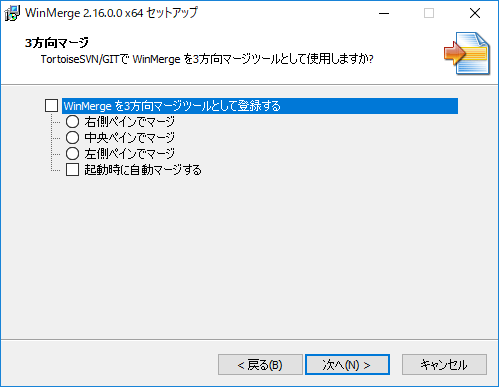 WinMerge 2.16.0.0 x64 セットアップ
3方向マージ
TortoiseSVN/GITで WinMerge を3方向マージツールとして使用しますか?
WinMerge を3方向マージツールとして登録する
右側ペインでマージ
中央ペインでマージ
左側ペインでマージ
起動時に自動マージする
< 戻る(B)
次へ(N) >
キャンセル